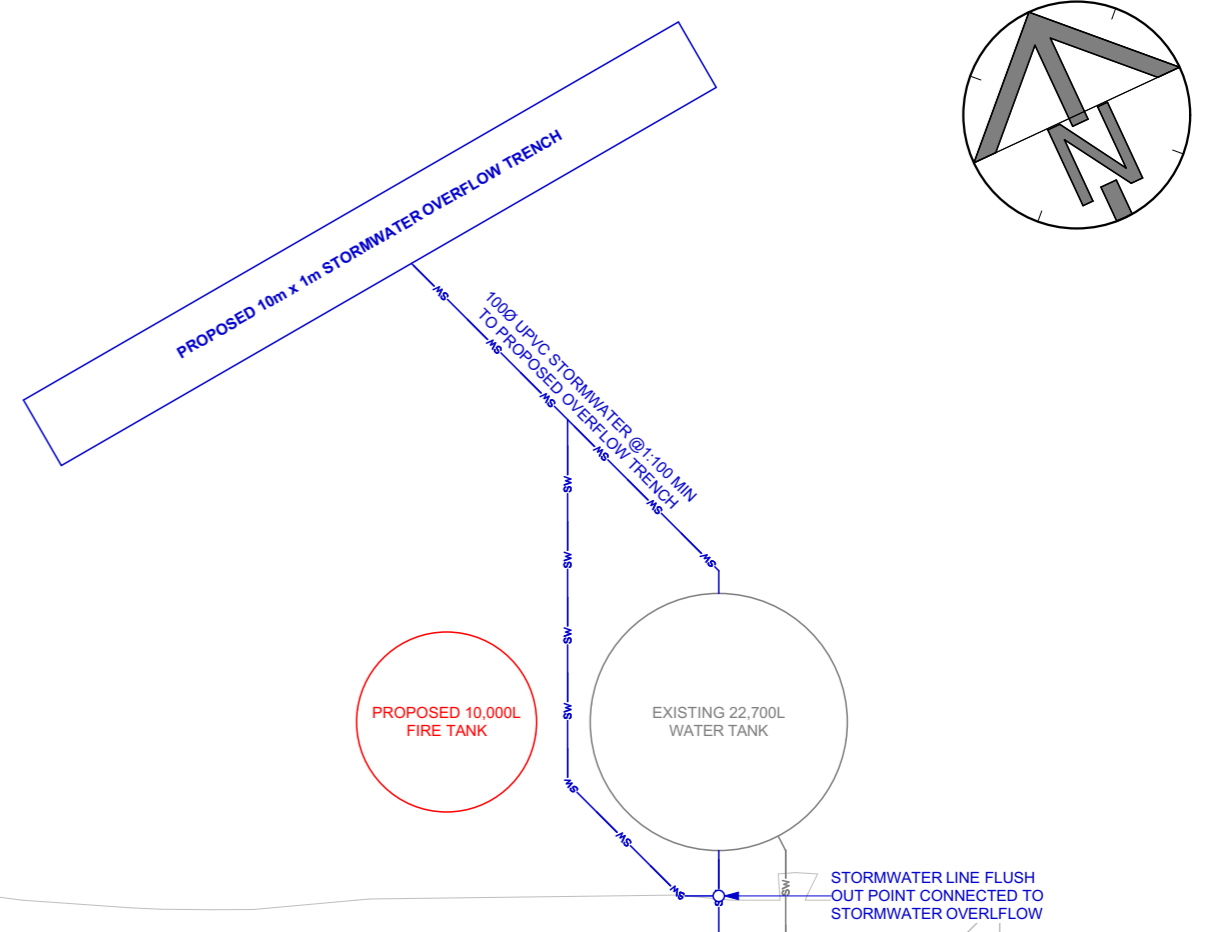 N
PROPOSED 10m x 1m STORMWATER OVERFLOW TRENCH
SW
SW
SW
100Ø UPVC STORMWATER @1:100 MIN
TO PROPOSED OVERFLOW TRENCH
SW
SW
SW
SW
SW
SW
SW
PROPOSED 10,000L
FIRE TANK
EXISTING 22,700L
WATER TANK
SW
SW
SW
SW
STORMWATER LINE FLUSH
OUT POINT CONNECTED TO
STORMWATER OVERLFLOW